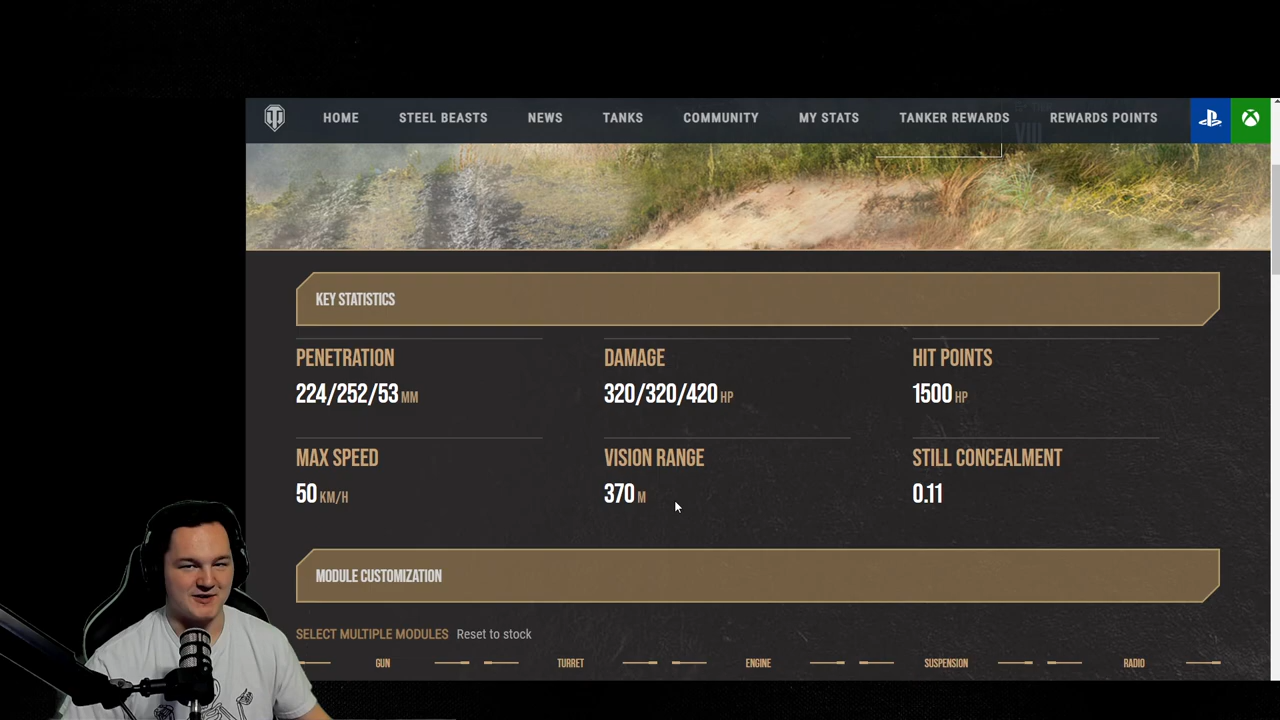 HOME STEEL BEASTS NEWS TANKS COMMUNITY MY STATS TANKER REWARDS REWARDS POINTS
VIII
KEY STATISTICS
PENETRATION DAMAGE HIT POINTS
224/252/53 MM 320/320/420 HP 1500 HP
MAX SPEED VISION RANGE STILL CONCEALMENT
50 KM/H 370 M 0.11
MODULE CUSTOMIZATION
SELECT MULTIPLE MODULES Reset to stock
GUN TURRET ENGINE SUSPENSION RADIO